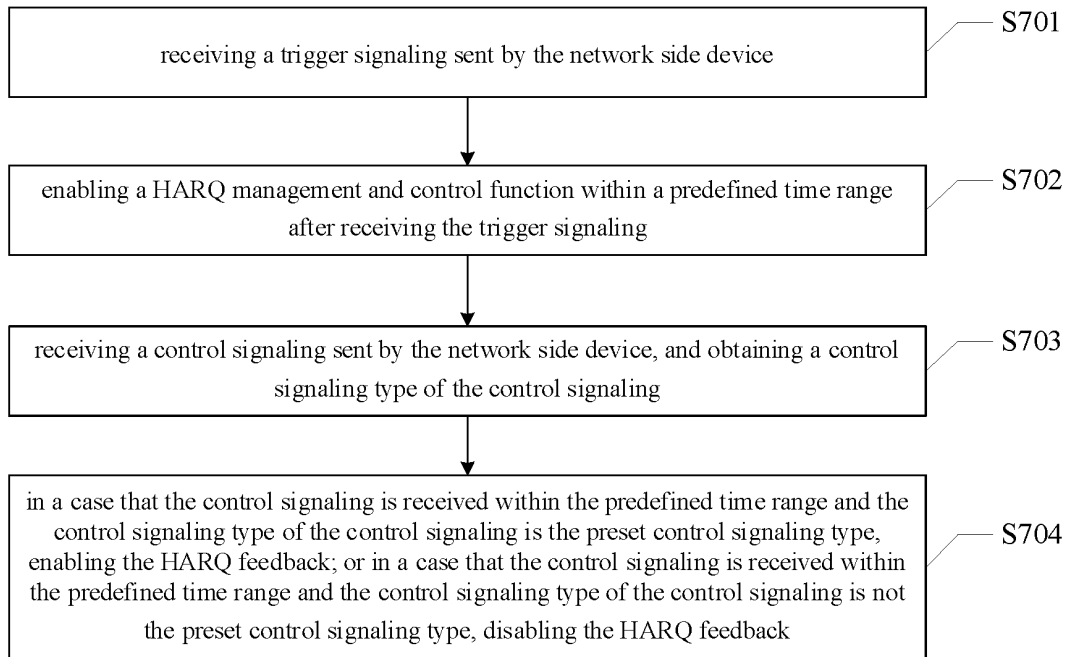 receiving a trigger signaling sent by the network side device
S701
enabling a HARQ management and control function within a predefined time range
after receiving the trigger signaling
S702
receiving a control signaling sent by the network side device, and obtaining a control
signaling type of the control signaling
S703
in a case that the control signaling is received within the predefined time range and the
control signaling type of the control signaling is the preset control signaling type,
enabling the HARQ feedback; or in a case that the control signaling is received within
the predefined time range and the control signaling type of the control signaling is not
the preset control signaling type, disabling the HARQ feedback
S704